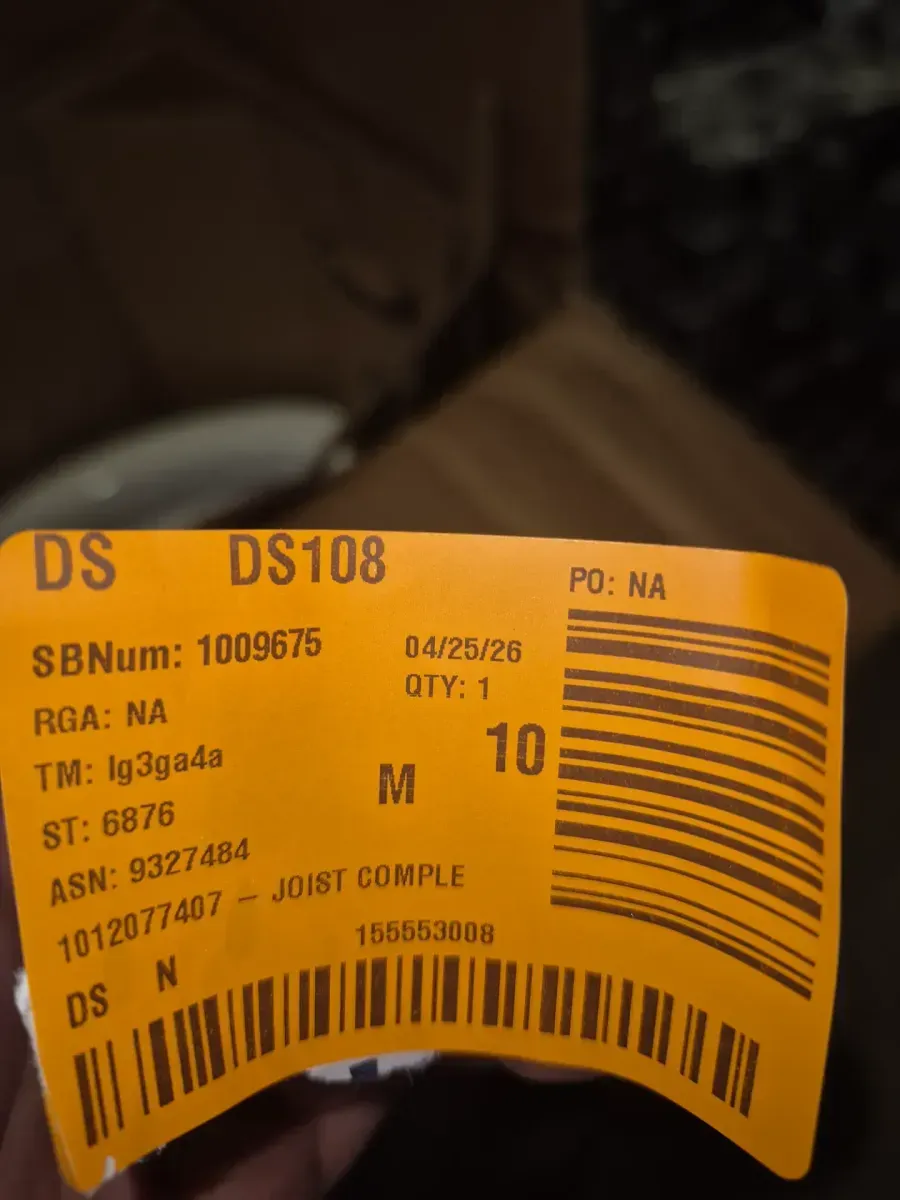 DS DS108
PO: NA
SBNum: 1009675
04/25/26
RGA: NA
QTY: 1
TM: lg3ga4a
10
M
ST: 6876
ASN: 9327484
1012077407 - JOIST COMPLE
155553008
DS N